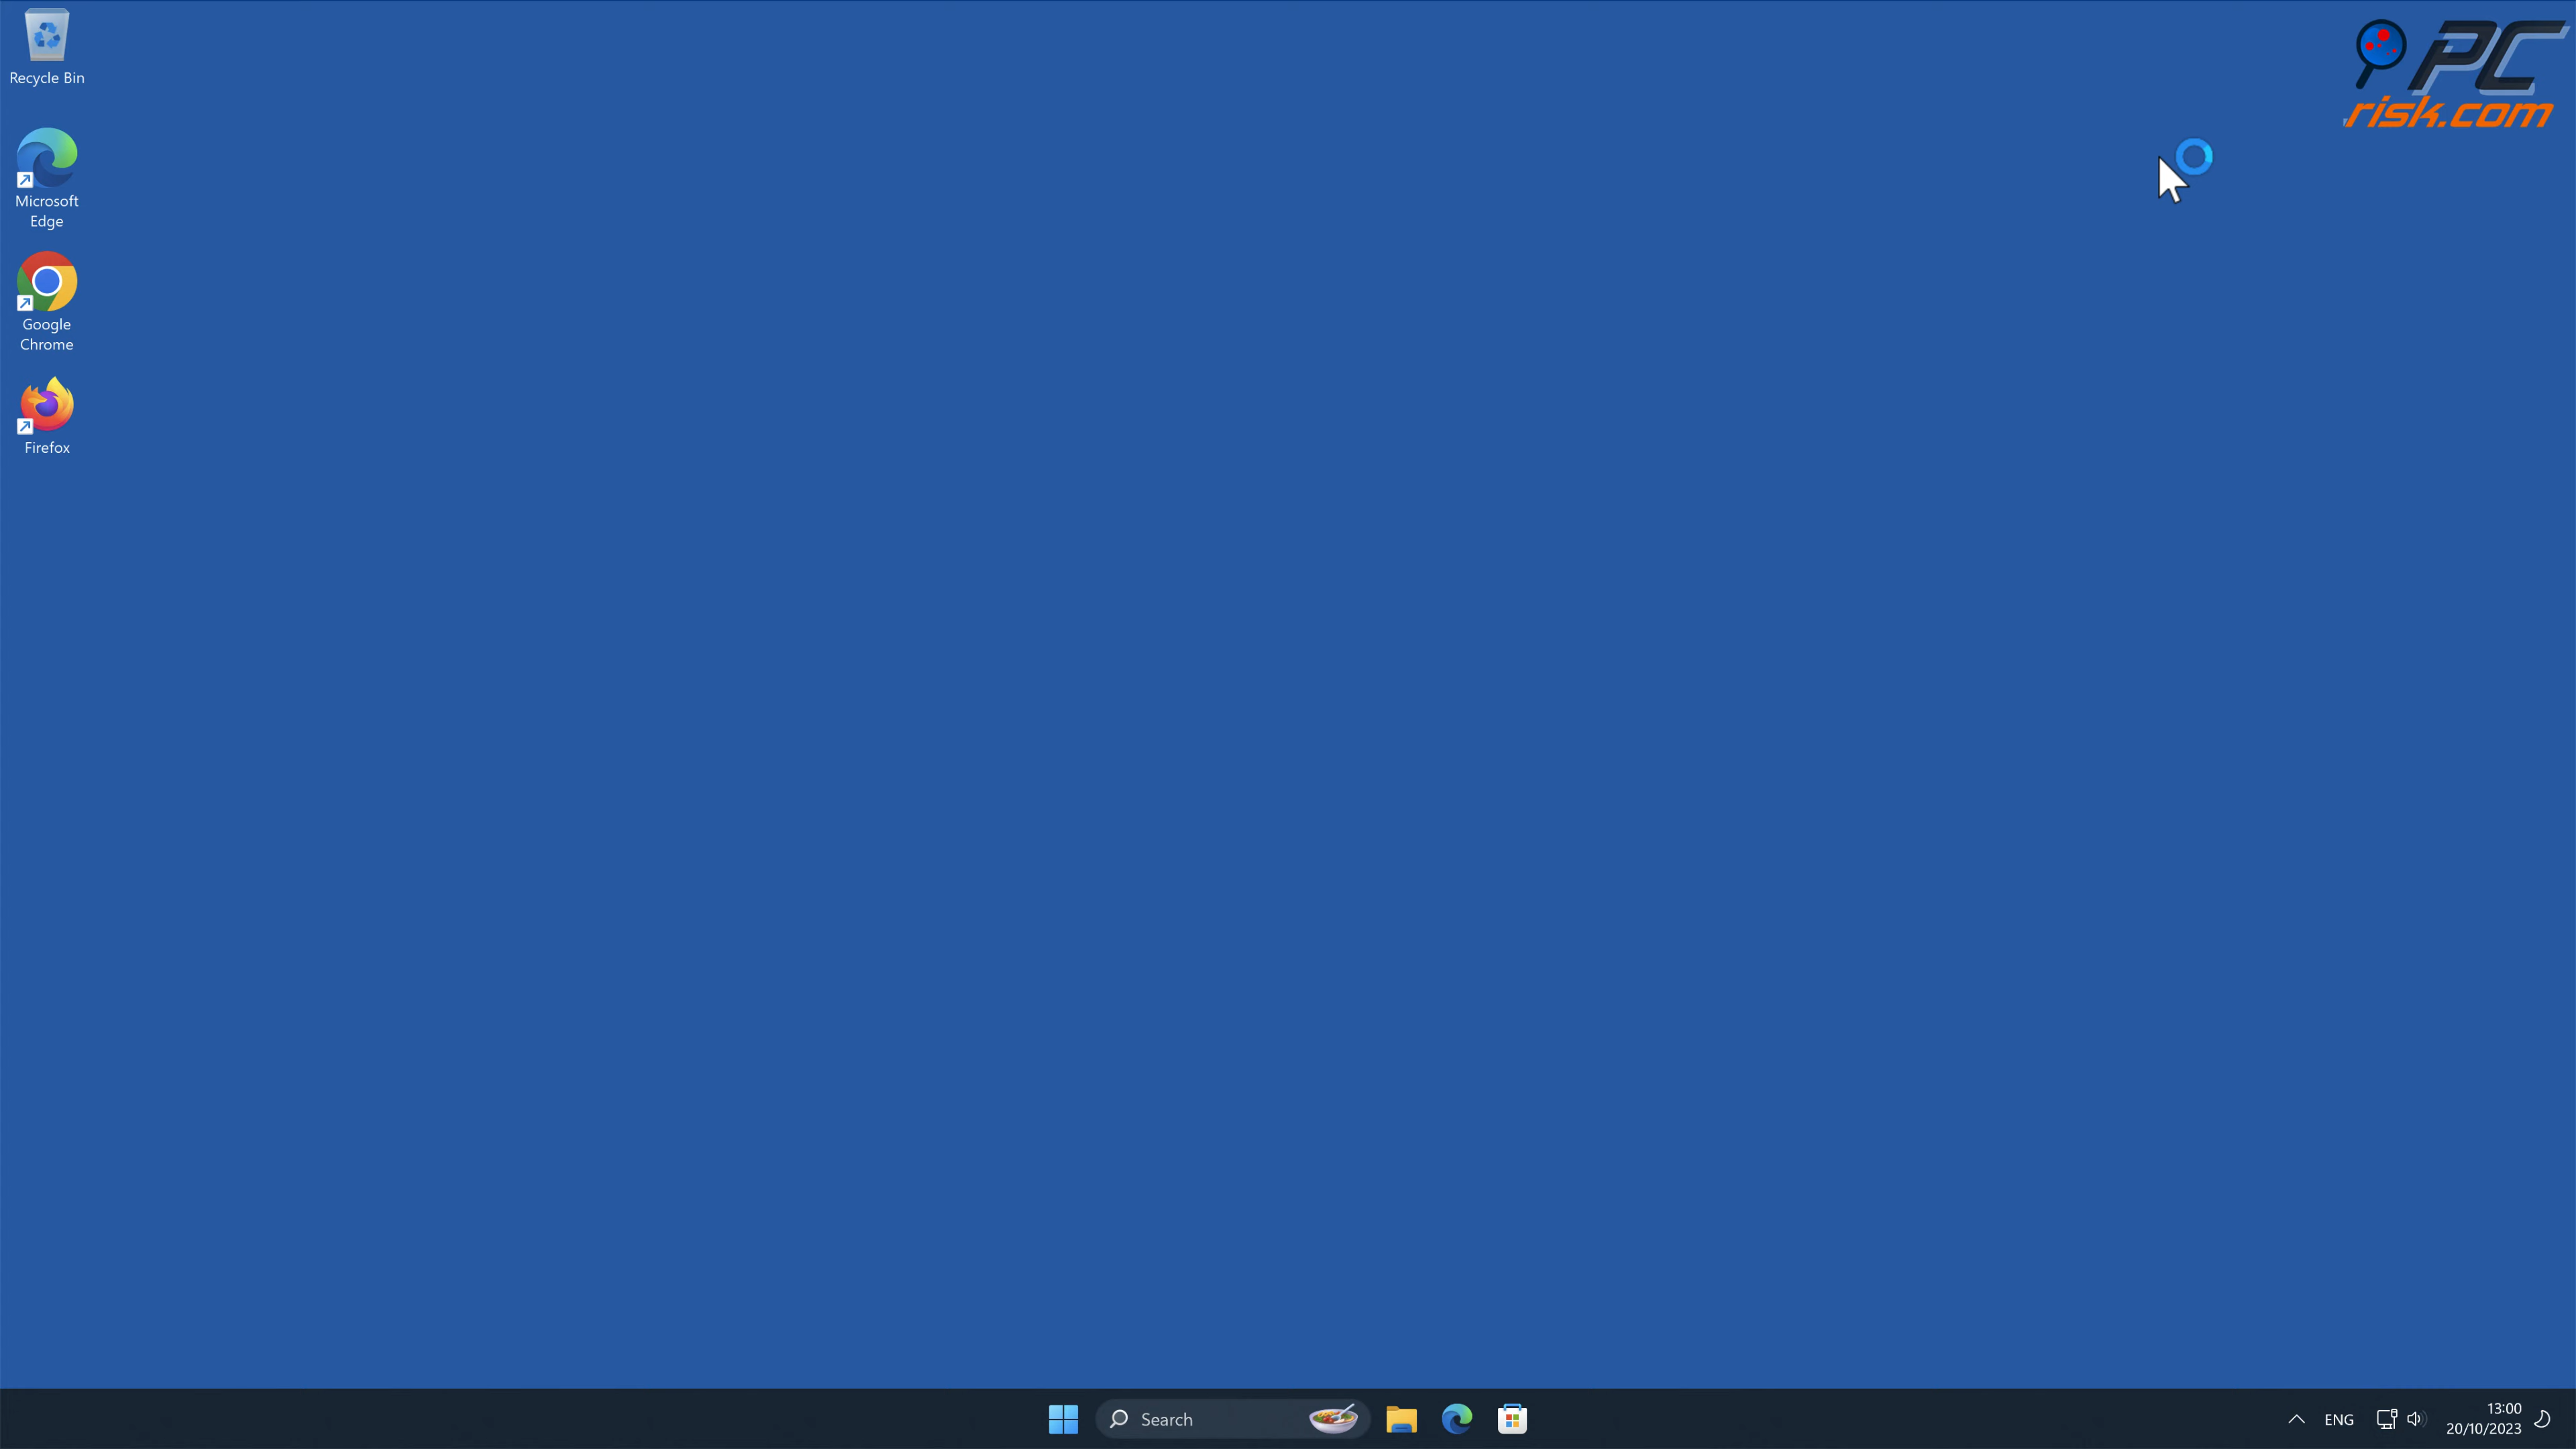 Recycle Bin
PC
risk.com
Microsoft
Edge
Google
Chrome
Firefox
Search
ENG
13:00
20/10/2023